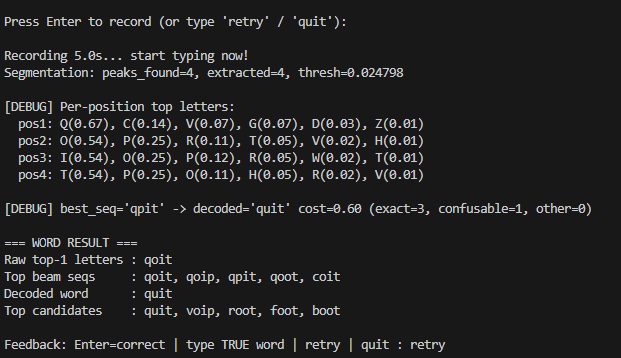 Press Enter to record (or type 'retry' / 'quit'):
Recording 5.0s... start typing now!
Segmentation: peaks_found=4, extracted=4, thresh=0.024798
[DEBUG] Per-position top letters:
pos1: Q(0.67), C(0.14), V(0.07), G(0.07), D(0.03), Z(0.01)
pos2: O(0.54), P(0.25), R(0.11), T(0.05), V(0.02), H(0.01)
pos3: I(0.54), O(0.25), P(0.12), R(0.05), W(0.02), T(0.01)
pos4: T(0.54), P(0.25), O(0.11), H(0.05), R(0.02), V(0.01)
[DEBUG] best_seq='qpit' -> decoded='quit' cost=0.60 (exact=3, confusable=1, other=0)
=== WORD RESULT ===
Raw top-1 letters : qoit
Top beam seqs     : qoit, qoip, qpit, qoot, coit
Decoded word      : quit
Top candidates    : quit, voip, root, foot, boot
Feedback: Enter=correct | type TRUE word | retry | quit : retry